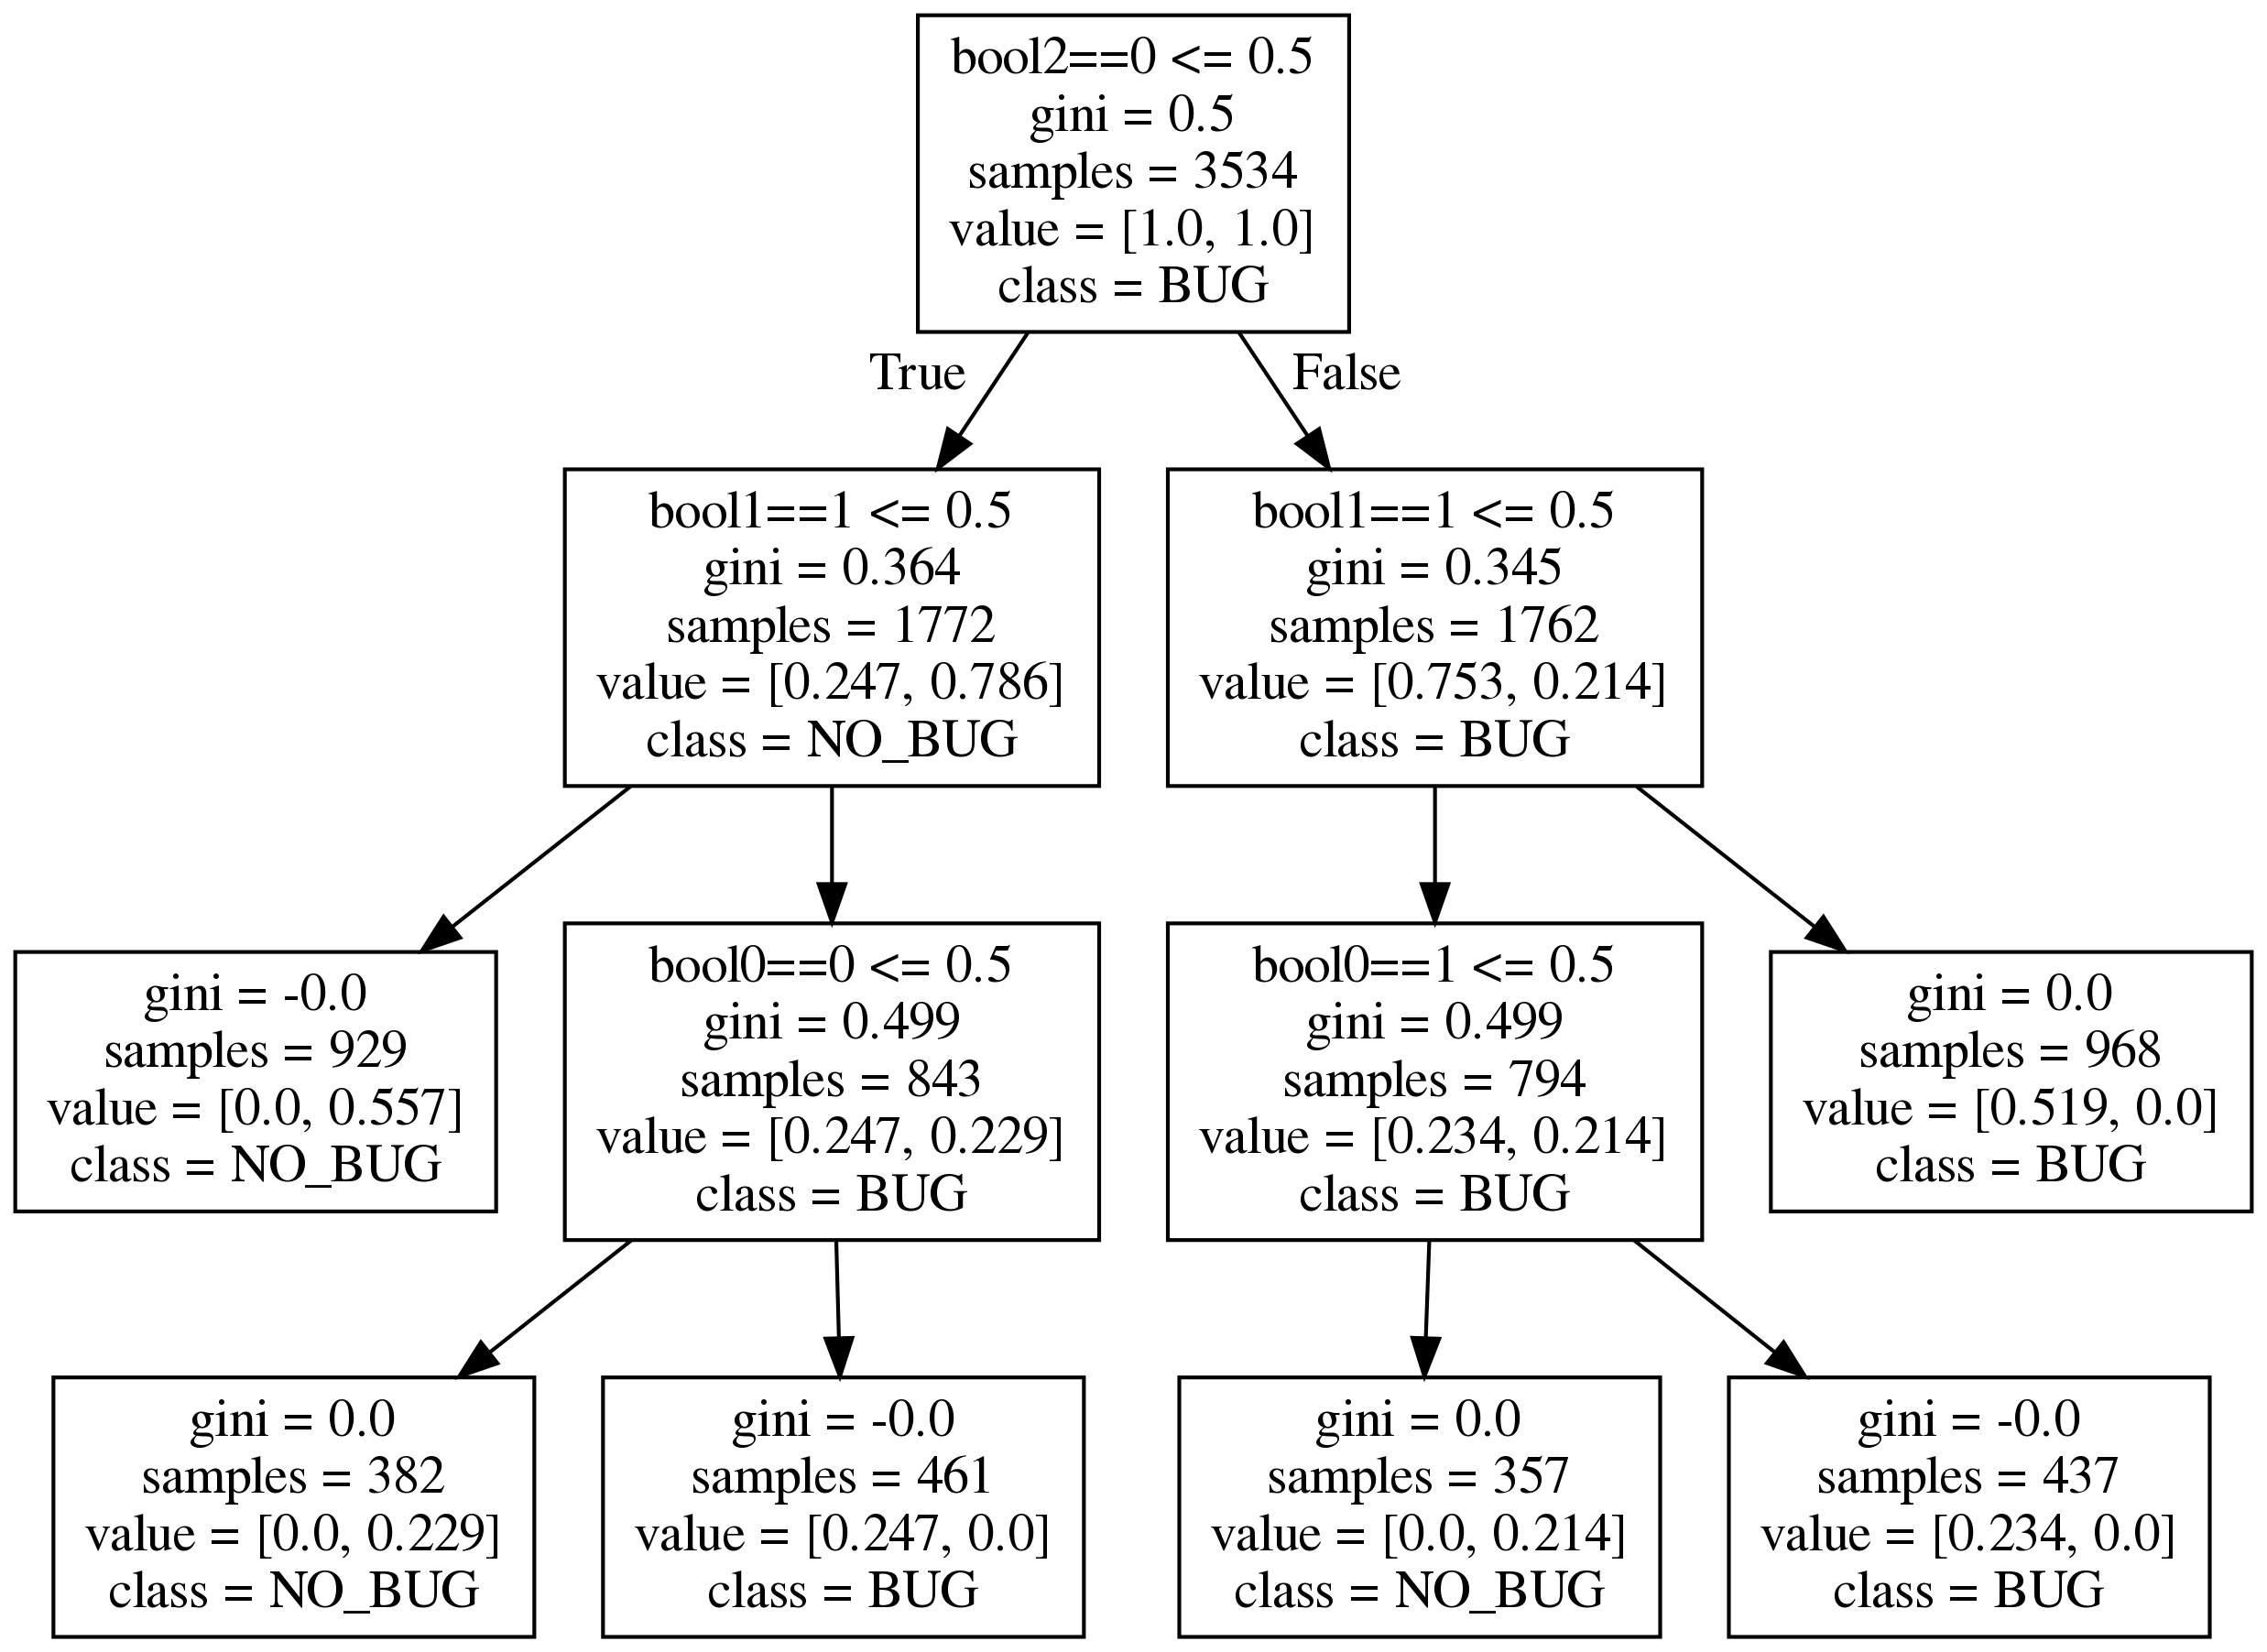 bool2==0 <= 0.5
gini = 0.5
samples = 3534
value = [1.0, 1.0]
class = BUG
True
False
bool1==1 <= 0.5
gini = 0.364
samples = 1772
value = [0.247, 0.786]
class = NO_BUG
bool1==1 <= 0.5
gini = 0.345
samples = 1762
value = [0.753, 0.214]
class = BUG
gini = -0.0
samples = 929
value = [0.0, 0.557]
class = NO_BUG
bool0==0 <= 0.5
gini = 0.499
samples = 843
value = [0.247, 0.229]
class = BUG
bool0==1 <= 0.5
gini = 0.499
samples = 794
value = [0.234, 0.214]
class = BUG
gini = 0.0
samples = 968
value = [0.519, 0.0]
class = BUG
gini = 0.0
samples = 382
value = [0.0, 0.229]
class = NO_BUG
gini = -0.0
samples = 461
value = [0.247, 0.0]
class = BUG
gini = 0.0
samples = 357
value = [0.0, 0.214]
class = NO_BUG
gini = -0.0
samples = 437
value = [0.234, 0.0]
class = BUG